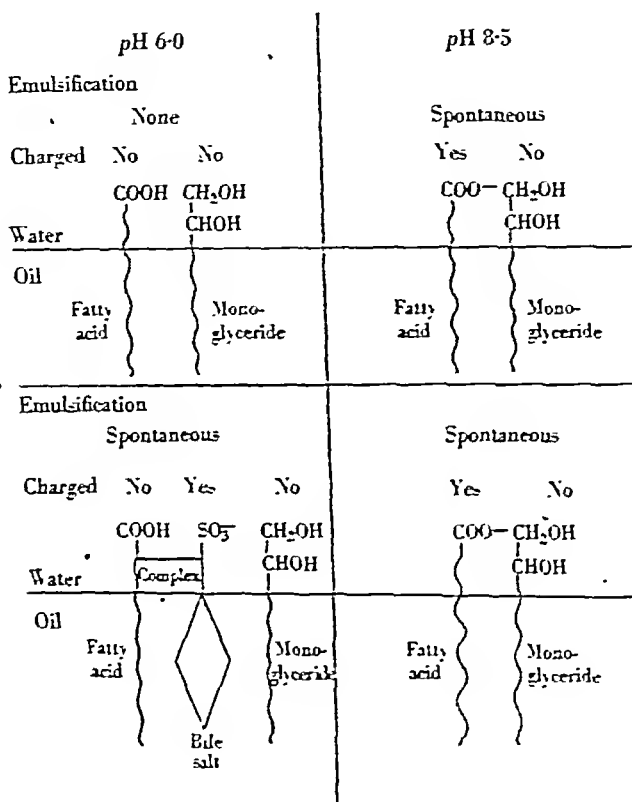 pH 6·0
pH 8·5
Emulsification
None
Spontaneous
Charged No No
Yes No
COOH CH₂OH
COO— CH₂OH
CHOH
CHOH
Water
Oil
Fatty acid
Mono-
glyceride
Fatty
acid
Mono-
glyceride
Emulsification
Spontaneous
Spontaneous
Charged No Yes No
Yes No
COOH SO₃— CH₂OH
COO— CH₂OH
CHOH
CHOH
Complex
Water
Oil
Fatty
acid
Mono-
glyceride
Fatty
acid
Mono-
glyceride
Bile
salt